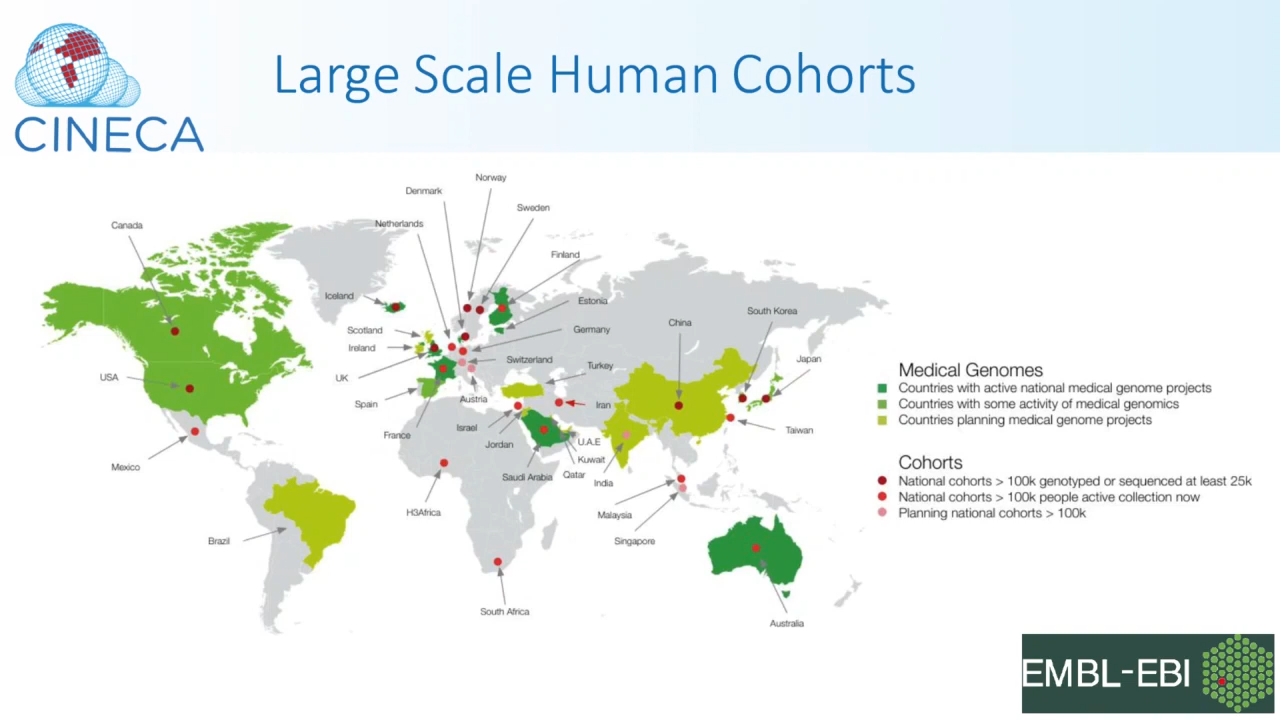 CINECA
Large Scale Human Cohorts
Norway
Denmark
Sweden
Canada
Netherlands
Finland
Iceland
Estonia
South Korea
China
Scotland
Germany
Ireland
Switzerland
Japan
Turkey
USA
UK
Austria
Spain
Iran
Israel
France
Jordan
U.A.E
Taiwan
Kuwait
Mexico
Saudi Arabia
Qatar
India
H3Africa
Malaysia
Brazil
Singapore
South Africa
Australia
Medical Genomes
Countries with active national medical genome projects
Countries with some activity of medical genomics
Countries planning medical genome projects
Cohorts
National cohorts > 100k genotyped or sequenced at least 25k
National cohorts > 100k people active collection now
Planning national cohorts > 100k
EMBL-EBI